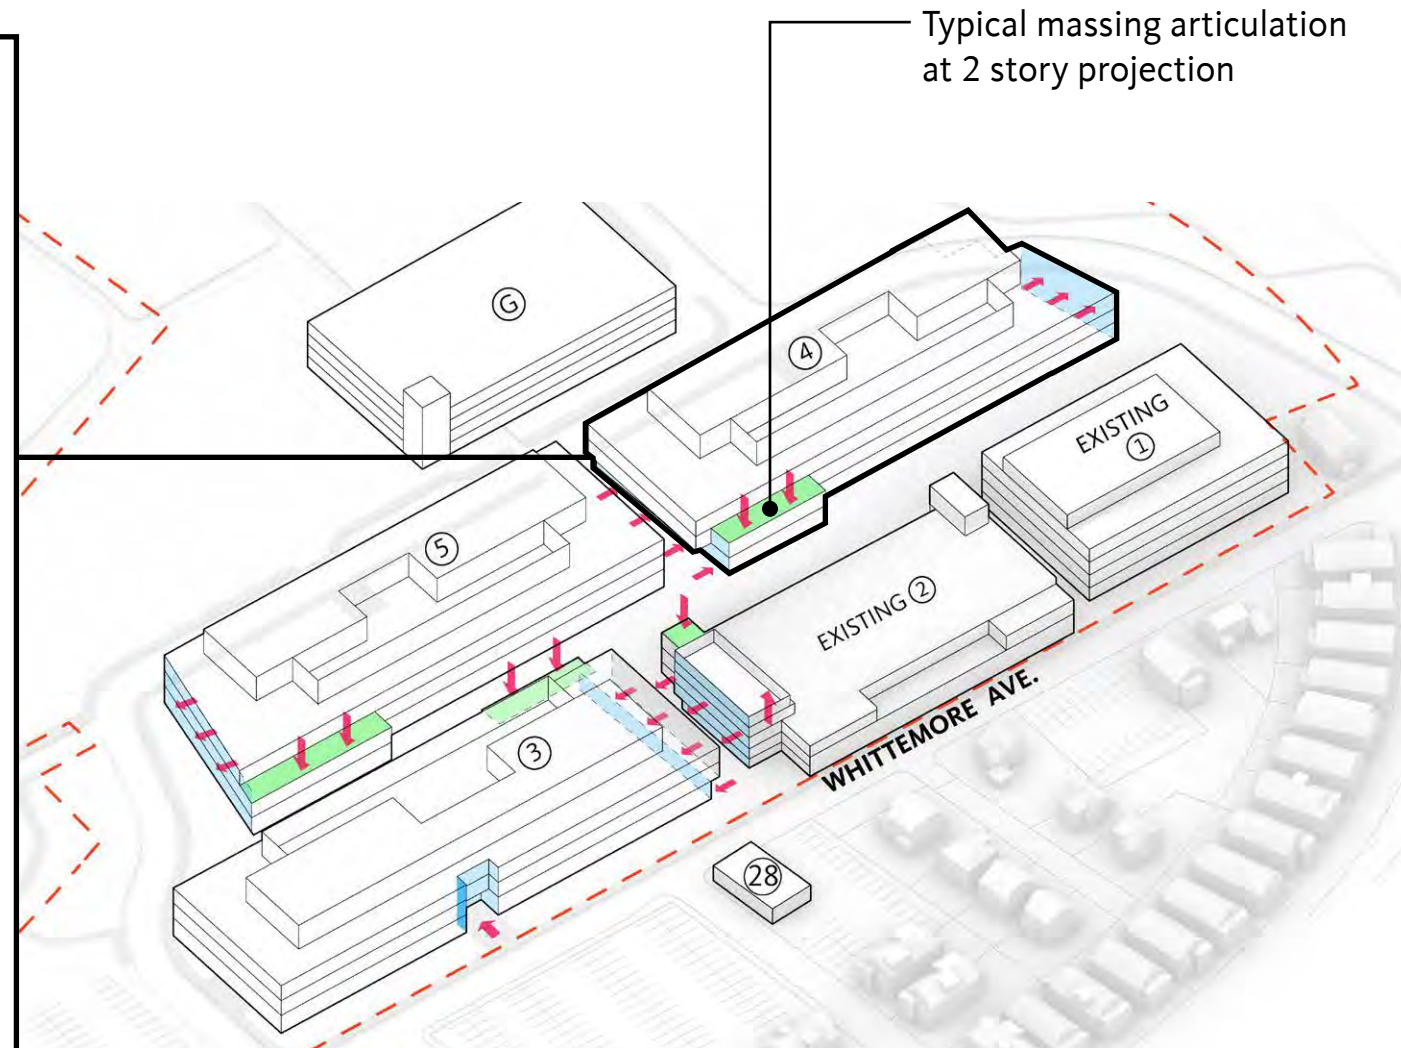 Typical massing articulation
at 2 story projection
G
4
EXISTING
1
5
EXISTING 2
3
WHITTEMORE AVE.
28